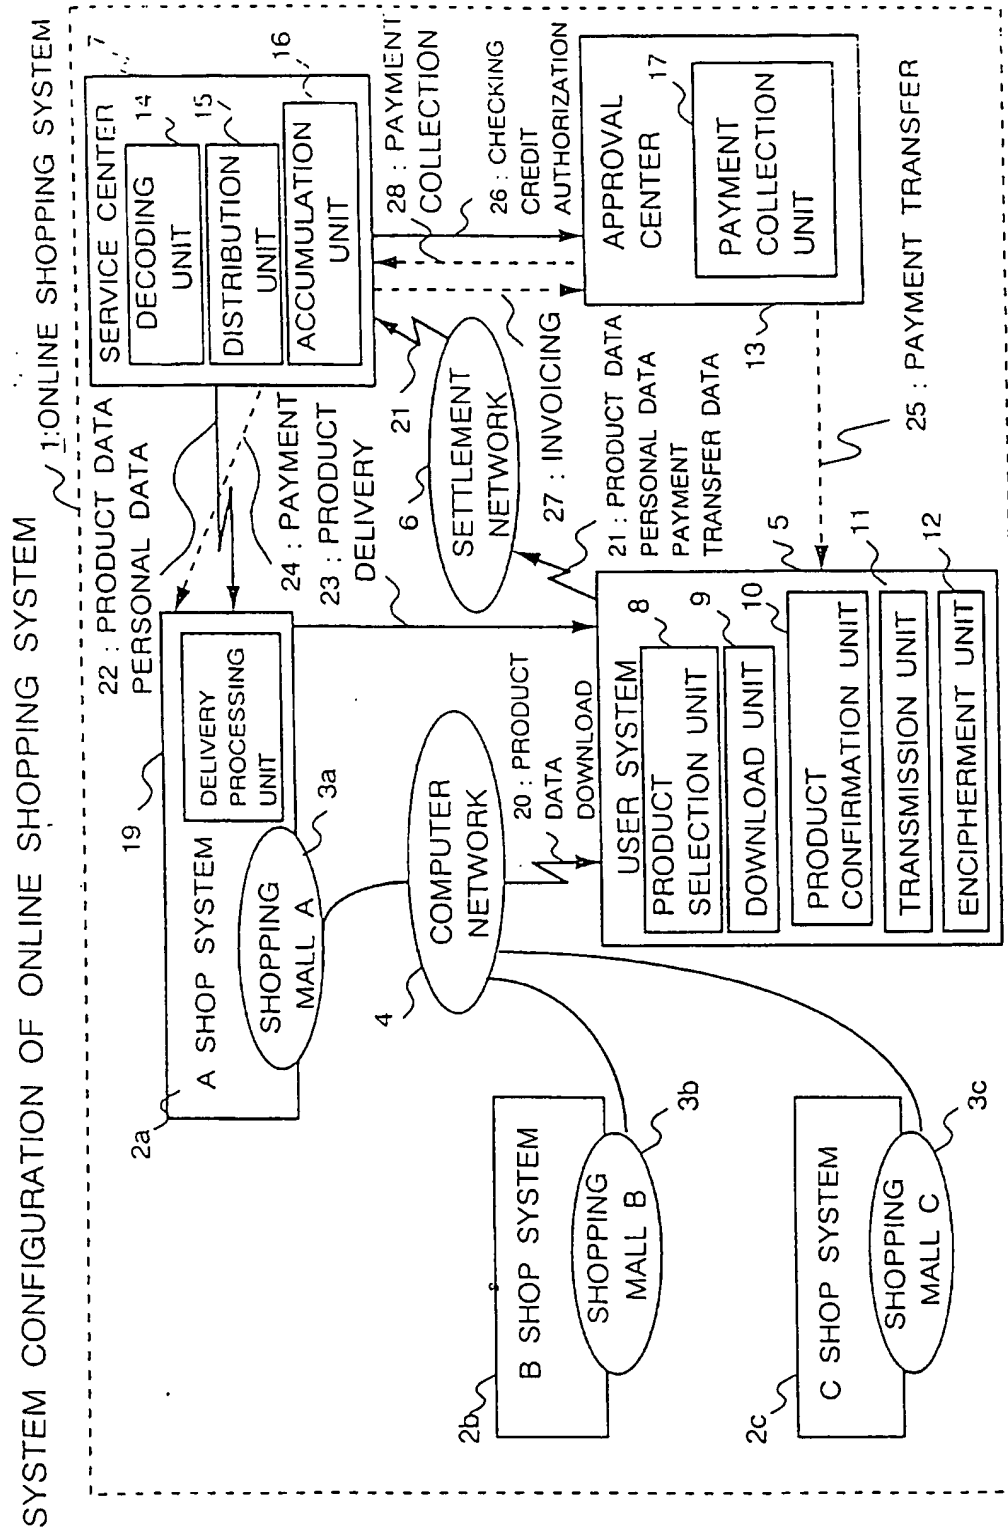 SYSTEM CONFIGURATION OF ONLINE SHOPPING SYSTEM
1:ONLINE SHOPPING SYSTEM
7
SERVICE CENTER
DECODING
UNIT
14
DISTRIBUTION
UNIT
15
ACCUMULATION
UNIT
16
22 : PRODUCT DATA
PERSONAL DATA
24 : PAYMENT
23 : PRODUCT
DELIVERY
19
2a
A SHOP SYSTEM
DELIVERY
PROCESSING
UNIT
SHOPPING
MALL A
3a
28 : PAYMENT
COLLECTION
26 : CHECKING
CREDIT
AUTHORIZATION
21
6
SETTLEMENT
NETWORK
27 : INVOICING
21 : PRODUCT DATA
PERSONAL DATA
PAYMENT
TRANSFER DATA
APPROVAL
CENTER
17
PAYMENT
COLLECTION
UNIT
13
25 : PAYMENT TRANSFER
4
COMPUTER
NETWORK
20 : PRODUCT
DATA
DOWNLOAD
USER SYSTEM
5
PRODUCT
SELECTION UNIT
8
DOWNLOAD UNIT
9
PRODUCT
CONFIRMATION UNIT
10
TRANSMISSION UNIT
11
ENCIPHERMENT UNIT
12
2b
B SHOP SYSTEM
SHOPPING
MALL B
3b
2c
C SHOP SYSTEM
SHOPPING
MALL C
3c